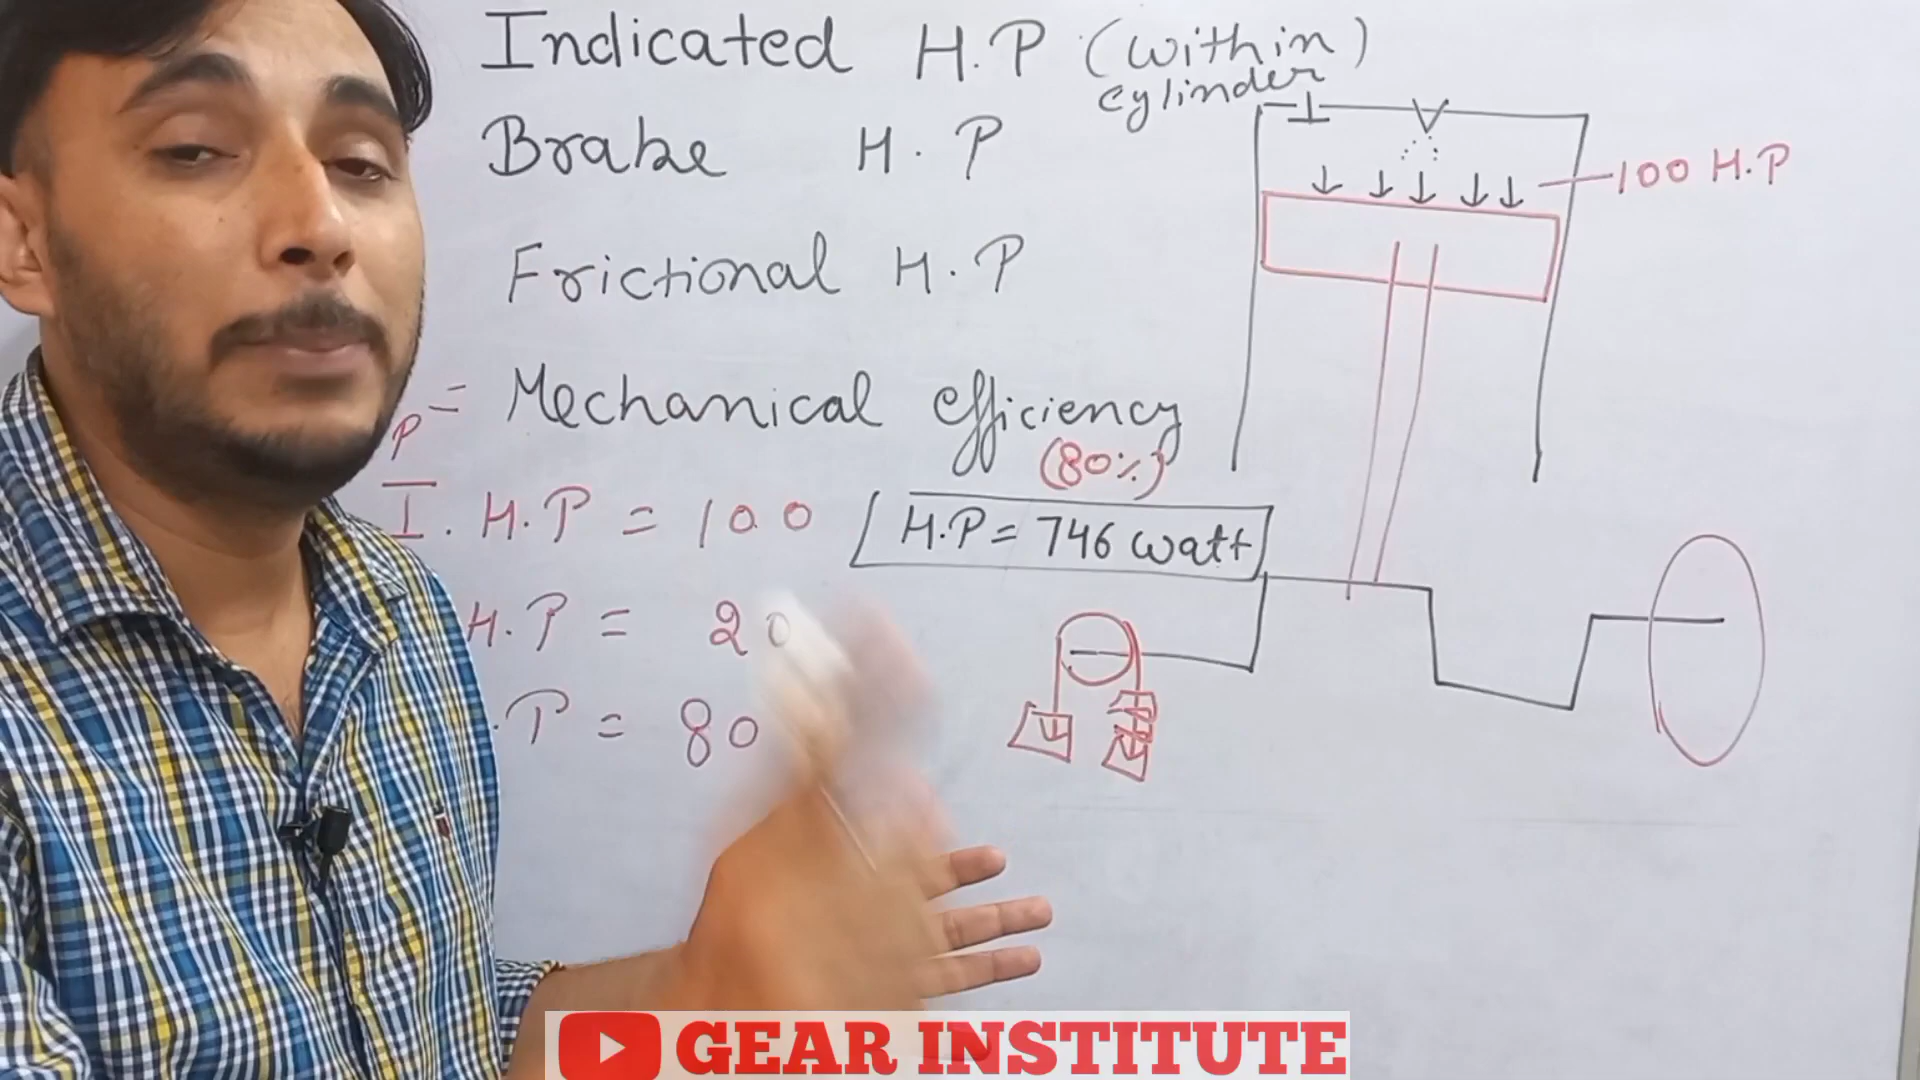 Indicated H.P (within)
cylinder
Brake H.P
100 H.P
Frictional H.P
P = Mechanical efficiency
(80%)
I.H.P = 100
H.P = 746 watt
H.P = 20
.P = 80
GEAR INSTITUTE